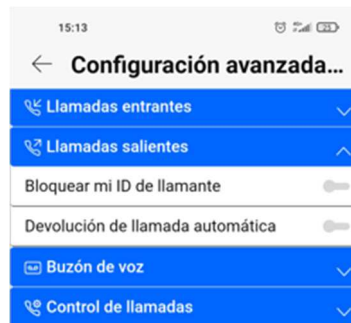 15:13
23
← Configuración avanzada...
Llamadas entrantes
Llamadas salientes
Bloquear mi ID de llamante
Devolución de llamada automática
Buzón de voz
Control de llamadas